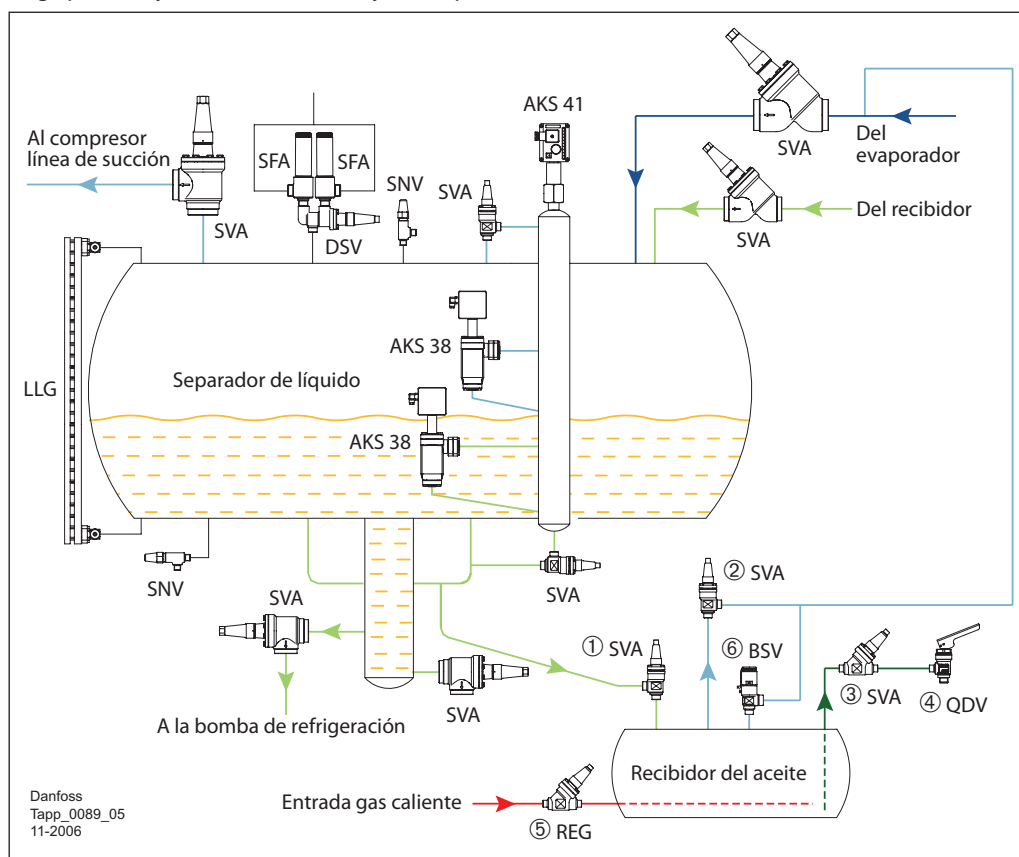 AKS 41
Al compresor
línea de succión
SFA
SFA
SNV
SVA
SVA
Del
evaporador
SVA
DSV
SVA
Del recibidor
AKS 38
LLG
Separador de líquido
AKS 38
SNV
SVA
SVA
② SVA
① SVA
⑥ BSV
③ SVA
④ QDV
SVA
A la bomba de refrigeración
Recibidor del aceite
Entrada gas caliente
⑤ REG
Danfoss
Tapp_0089_05
11-2006